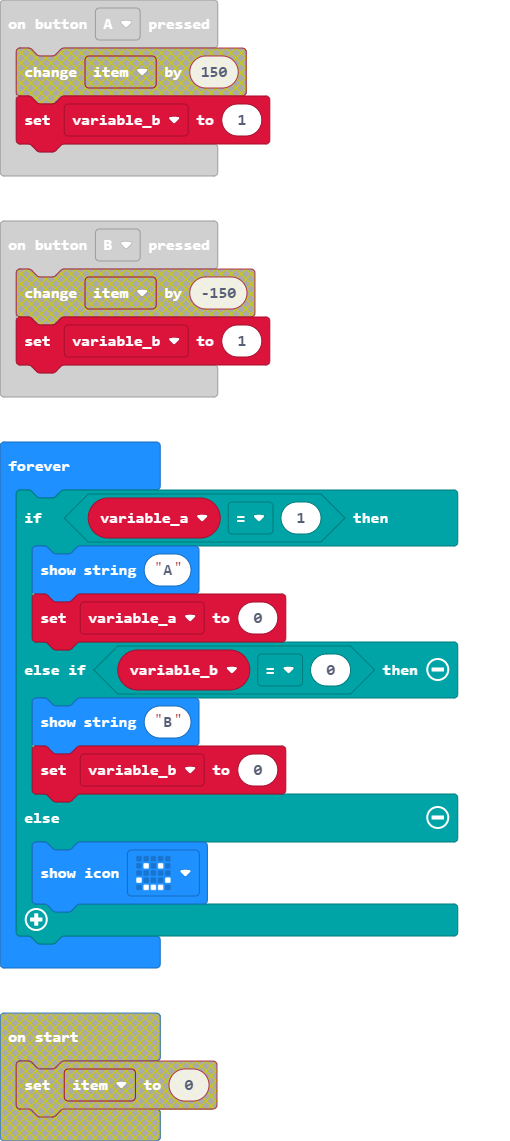 on button A pressed
change item by 150
set variable_b to 1
on button B pressed
change item by -150
set variable_b to 1
forever
if variable_a = 1 then
show string "A"
set variable_a to 0
else if variable_b = 0 then
show string "B"
set variable_b to 0
else
show icon
on start
set item to 0